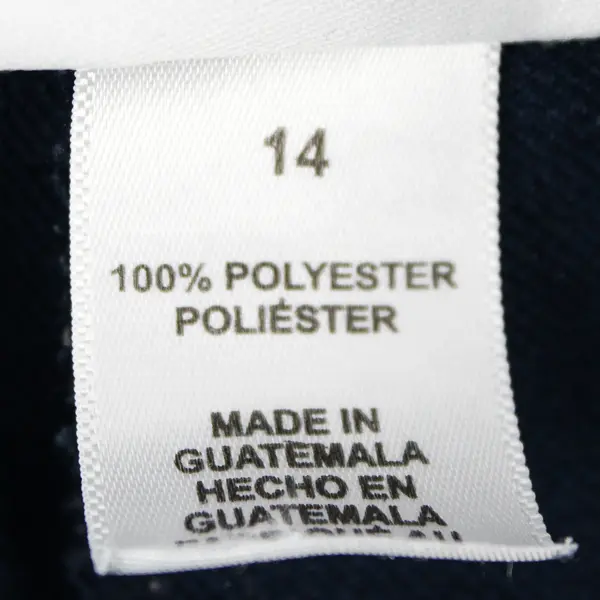 14
100% POLYESTER
POLIÉSTER
MADE IN
GUATEMALA
HECHO EN
GUATEMALA